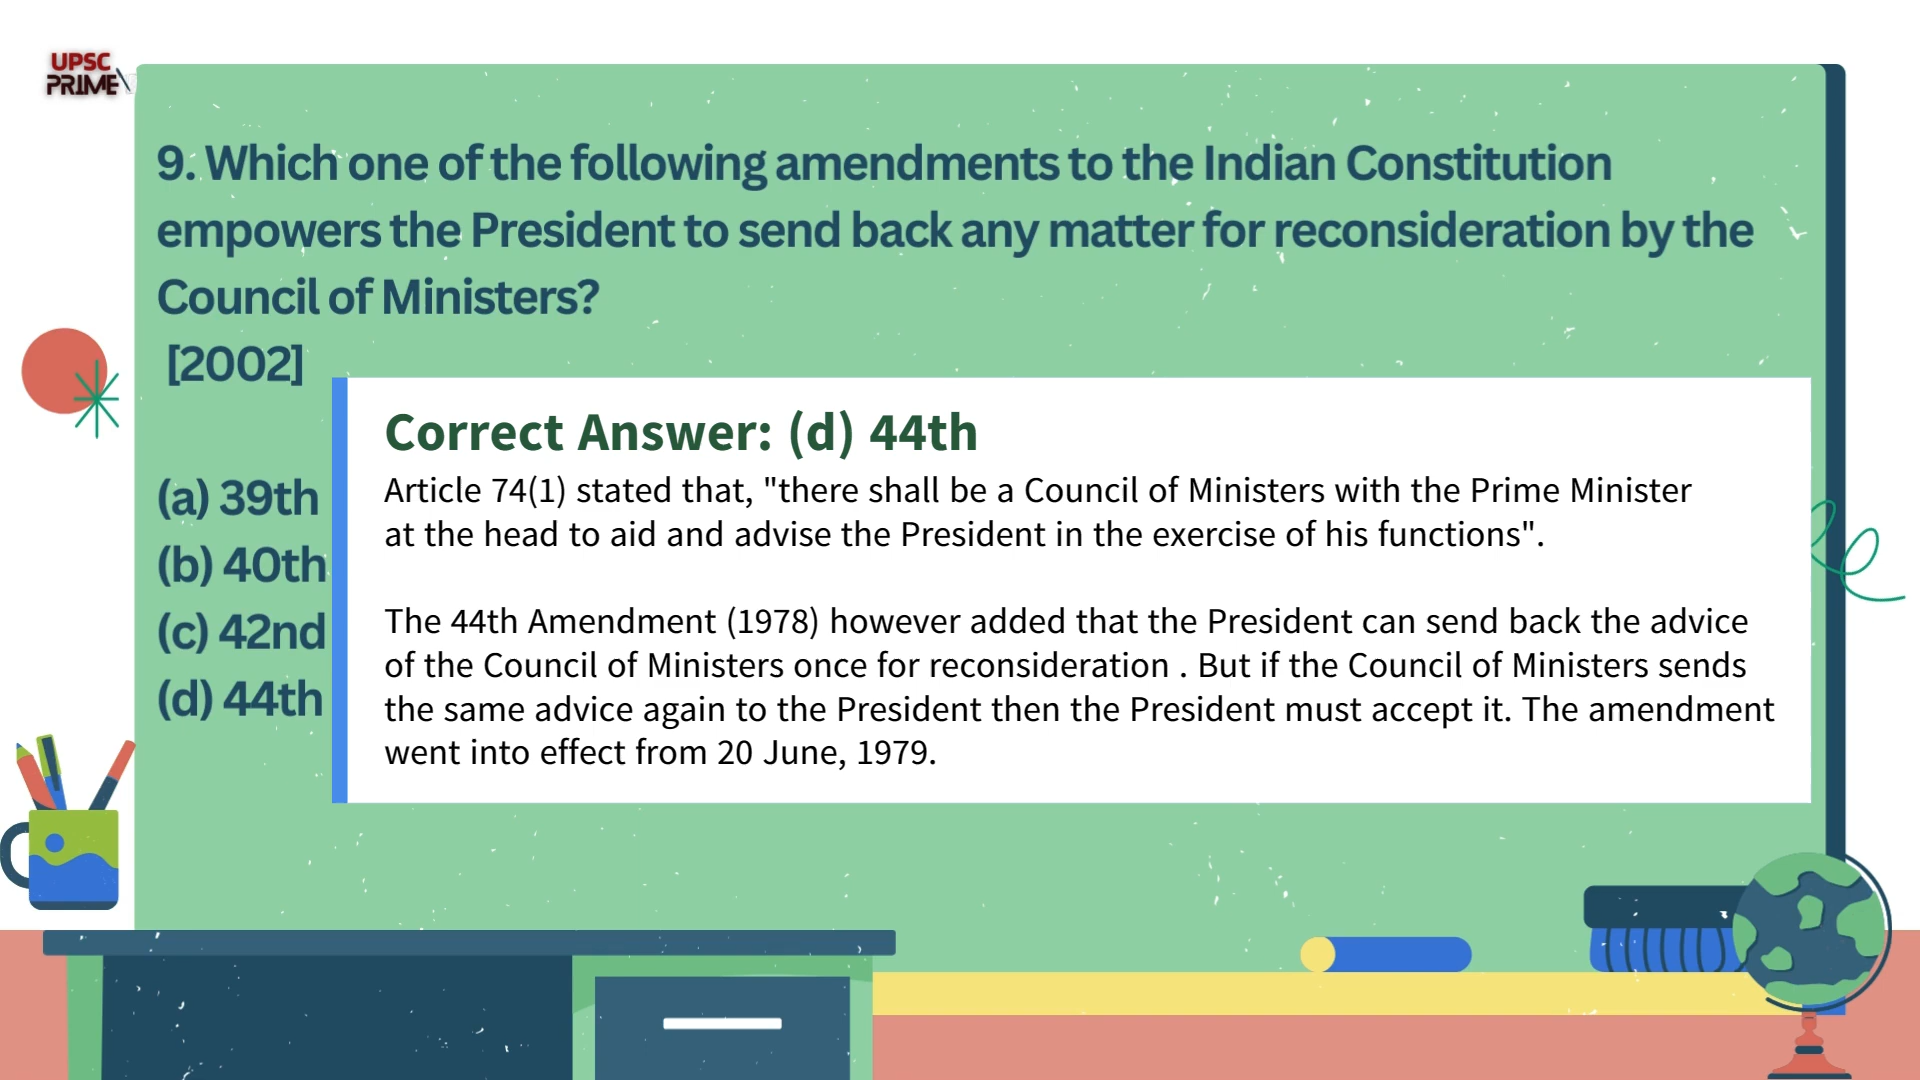 UPSC
PRIME
9. Which one of the following amendments to the Indian Constitution
empowers the President to send back any matter for reconsideration by the
Council of Ministers?
[2002]
(a) 39th
(b) 40th
(c) 42nd
(d) 44th
Correct Answer: (d) 44th
Article 74(1) stated that, "there shall be a Council of Ministers with the Prime Minister
at the head to aid and advise the President in the exercise of his functions".
The 44th Amendment (1978) however added that the President can send back the advice
of the Council of Ministers once for reconsideration . But if the Council of Ministers sends
the same advice again to the President then the President must accept it. The amendment
went into effect from 20 June, 1979.